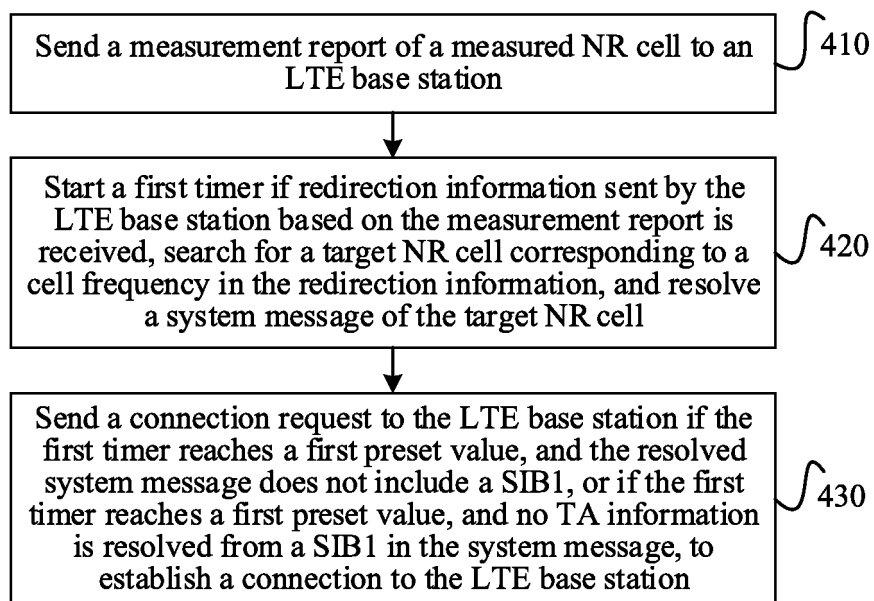 Send a measurement report of a measured NR cell to an
LTE base station
410
Start a first timer if redirection information sent by the
LTE base station based on the measurement report is
received, search for a target NR cell corresponding to a
cell frequency in the redirection information, and resolve
a system message of the target NR cell
420
Send a connection request to the LTE base station if the
first timer reaches a first preset value, and the resolved
system message does not include a SIB1, or if the first
timer reaches a first preset value, and no TA information
is resolved from a SIB1 in the system message, to
establish a connection to the LTE base station
430